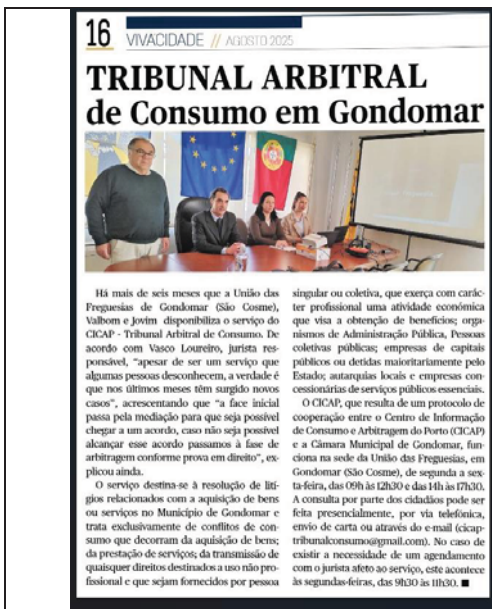 16 VIVACIDADE // AGOSTO 2025
TRIBUNAL ARBITRAL
de Consumo em Gondomar
Há mais de seis meses que a União das
Freguesias de Gondomar (São Cosme),
Valbom e Jovim disponibiliza o serviço do
CICAP - Tribunal Arbitral de Consumo. De
acordo com Vasco Loureiro, jurista res-
ponsável, “apesar de ser um serviço que
algumas pessoas desconhecem, a verdade é
que nos últimos meses têm surgido novos
casos”, acrescentando que “a face inicial
passa pela mediação para que seja possível
chegar a um acordo, caso não seja possível
alcançar esse acordo passamos à fase de
arbitragem conforme prova em direito”, ex-
plicou ainda.
O serviço destina-se à resolução de lití-
gios relacionados com a aquisição de bens
ou serviços no Município de Gondomar e
trata exclusivamente de conflitos de con-
sumo que decorram da aquisição de bens;
da prestação de serviços; da transmissão de
quaisquer direitos destinados a uso não pro-
fissional e que sejam fornecidos por pessoa
singular ou coletiva, que exerça com carác-
ter profissional uma atividade económica
que visa a obtenção de benefícios; orga-
nismos de Administração Pública, Pessoas
coletivas públicas; empresas de capitais
públicos ou detidas maioritariamente pelo
Estado; autarquias locais e empresas con-
cessionárias de serviços públicos essenciais.
O CICAP, que resulta de um protocolo de
cooperação entre o Centro de Informação
de Consumo e Arbitragem do Porto (CICAP)
e a Câmara Municipal de Gondomar, fun-
ciona na sede da União das Freguesias, em
Gondomar (São Cosme), de segunda a sex-
ta-feira, das 09h às 12h30 e das 14h às 17h30.
A consulta por parte dos cidadãos pode ser
feita presencialmente, por via telefónica,
envio de carta ou através do e-mail (cicap-
tribunalconsumo@gmail.com). No caso de
existir a necessidade de um agendamento
com o jurista afeto ao serviço, este acontece
às segundas-feiras, das 9h30 às 11h30. ■